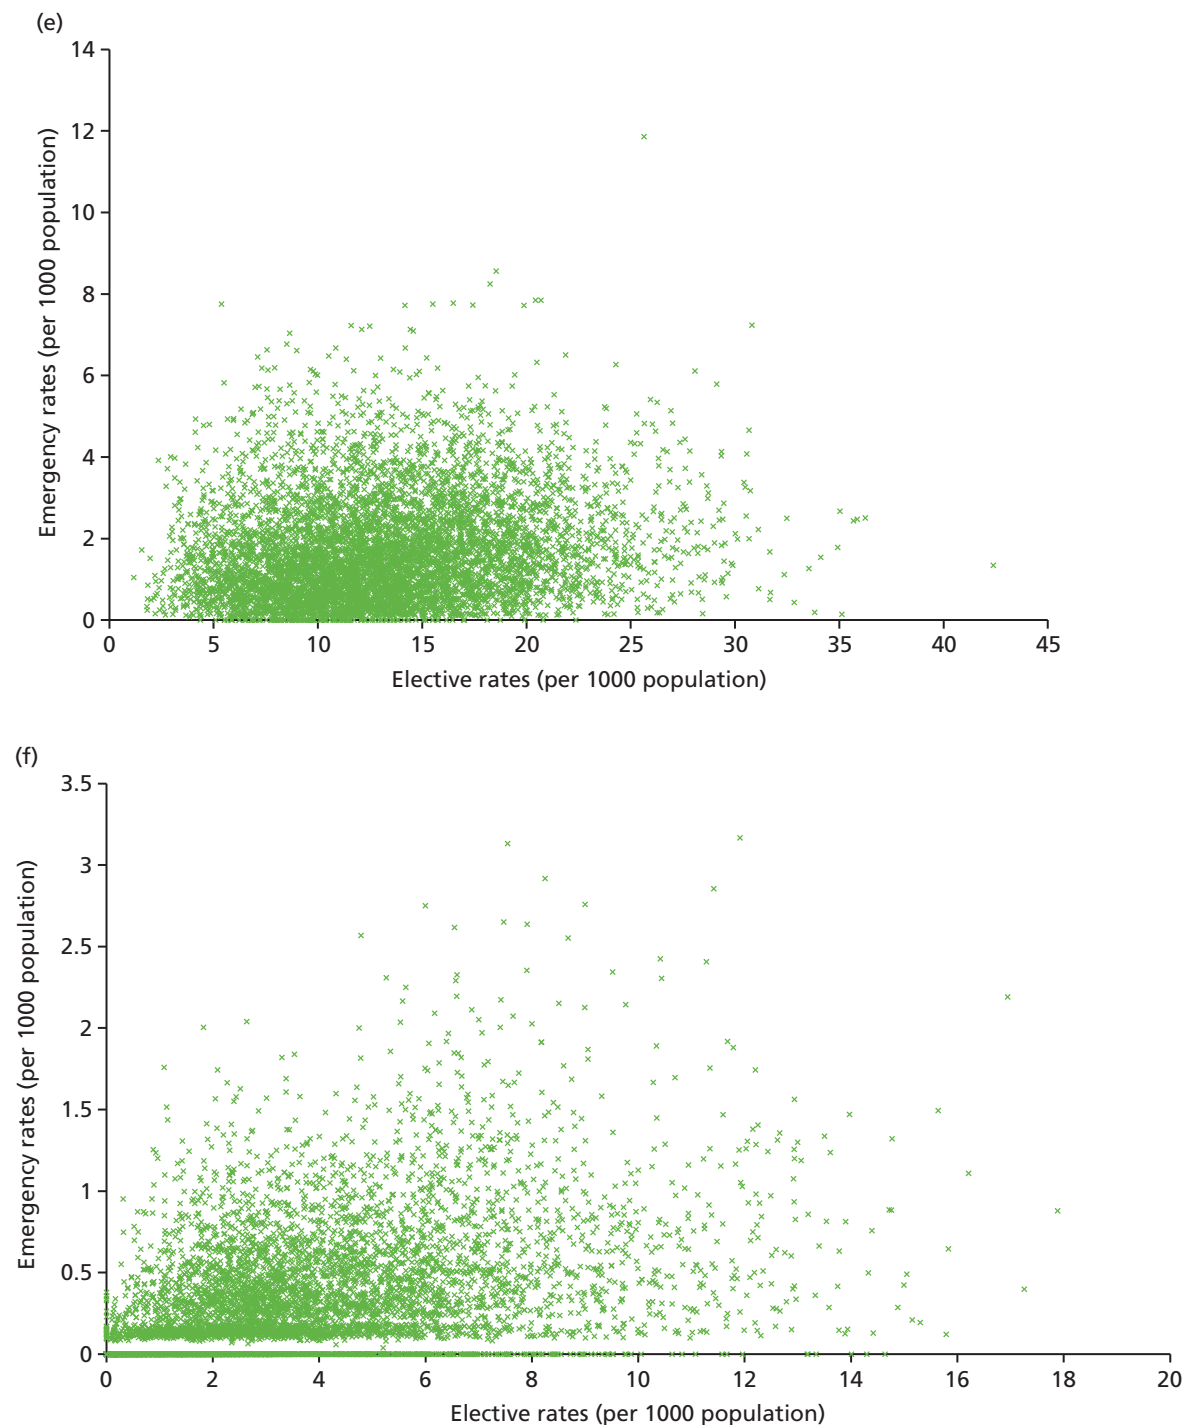 (e)
14
12
10
8
6
4
2
0
Emergency rates (per 1000 population)
0 5 10 15 20 25 30 35 40 45
Elective rates (per 1000 population)
(f)
3.5
3
2.5
2
1.5
1
0.5
0
Emergency rates (per 1000 population)
0 2 4 6 8 10 12 14 16 18 20
Elective rates (per 1000 population)